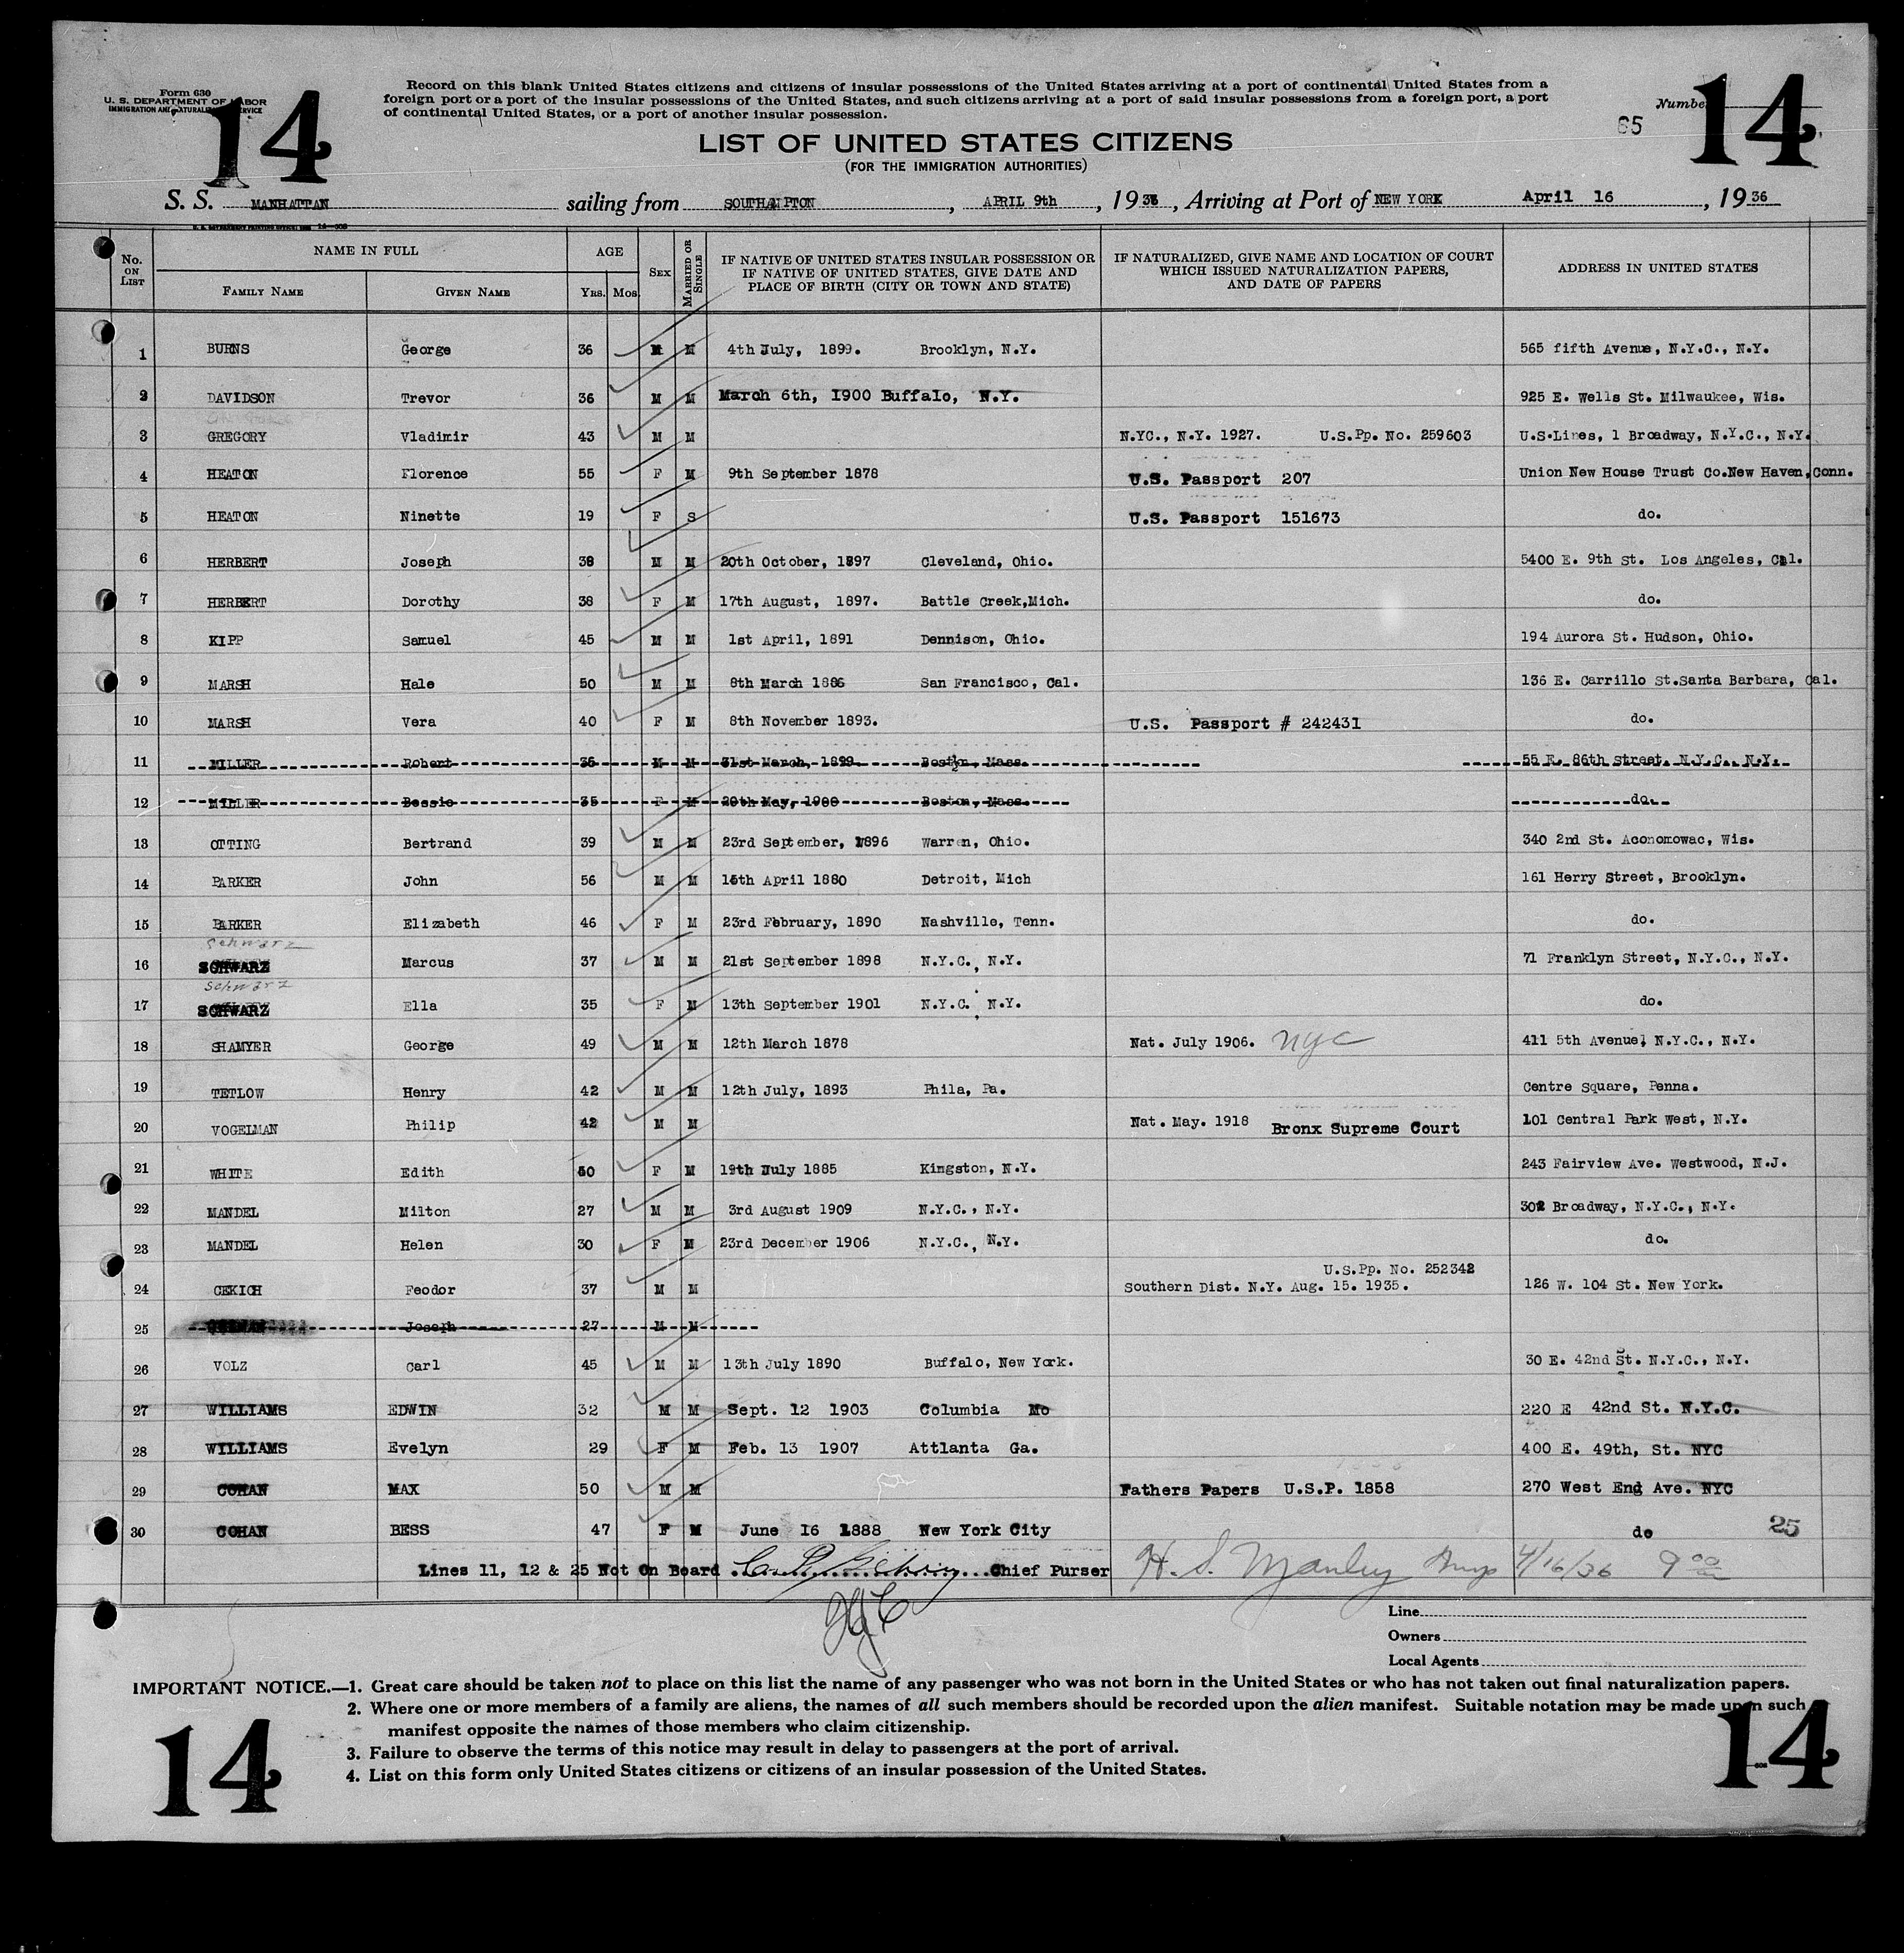 14
14
Form 630
U. S. DEPARTMENT OF LABOR
IMMIGRATION AND NATURALIZATION SERVICE
Record on this blank United States citizens and citizens of insular possessions of the United States arriving at a port of continental United States from a
foreign port or a port of the insular possessions of the United States, and such citizens arriving at a port of said insular possessions from a foreign port, a port
of continental United States, or a port of another insular possession.
Number
65
LIST OF UNITED STATES CITIZENS
(FOR THE IMMIGRATION AUTHORITIES)
S. S. MANHATTAN sailing from SOUTHAMPTON, APRIL 9th, 1936, Arriving at Port of NEW YORK April 16, 1936
No. ON LIST
NAME IN FULL
FAMILY NAME
GIVEN NAME
AGE
YRS. MOS.
SEX
MARRIED OR SINGLE
IF NATIVE OF UNITED STATES INSULAR POSSESSION OR
IF NATIVE OF UNITED STATES, GIVE DATE AND
PLACE OF BIRTH (CITY OR TOWN AND STATE)
IF NATURALIZED, GIVE NAME AND LOCATION OF COURT
WHICH ISSUED NATURALIZATION PAPERS,
AND DATE OF PAPERS
ADDRESS IN UNITED STATES
1 BURNS George 36 M M 4th July, 1899. Brooklyn, N.Y. 565 fifth Avenue, N.Y.C., N.Y.
2 DAVIDSON Trevor 36 M M March 6th, 1900 Buffalo, N.Y. 925 E. Wells St. Milwaukee, Wis.
3 GREGORY Vladimir 43 M M N.YC., N.Y. 1927. U.S.Pp. No. 259603 U.S.Lines, 1 Broadway, N.Y.C., N.Y.
4 HEATON Florence 55 F M 9th September 1878 U.S. Passport 207 Union New House Trust Co.New Haven,Conn.
5 HEATON Ninette 19 F S U.S. Passport 151673 do.
6 HERBERT Joseph 38 M M 20th October, 1897 Cleveland, Ohio. 5400 E. 9th St. Los Angeles, Cal.
7 HERBERT Dorothy 38 F M 17th August, 1897. Battle Creek,Mich. do.
8 KIPP Samuel 45 M M 1st April, 1891 Dennison, Ohio. 194 Aurora St. Hudson, Ohio.
9 MARSH Hale 50 M M 8th March 1886 San Francisco, Cal. 136 E. Carrillo St.Santa Barbara, Cal.
10 MARSH Vera 40 F M 8th November 1893. U.S. Passport # 242431 do.
11 MILLER Robert 35 M M 31st March, 1899. Boston, Mass. 55 E. 86th Street. N.Y.C., N.Y.
12 MILLER Bessie 35 F M 20th May, 1900 Boston, Mass. do.
13 OTTING Bertrand 39 M M 23rd September, 1896 Warren, Ohio. 340 2nd St. Aconomowac, Wis.
14 PARKER John 56 M M 15th April 1880 Detroit, Mich 161 Herry Street, Brooklyn.
15 PARKER Elizabeth 46 F M 23rd February, 1890 Nashville, Tenn. do.
Schwarz
16 SCHWARZ Marcus 37 M M 21st September 1898 N.Y.C., N.Y. 71 Franklyn Street, N.Y.C., N.Y.
Schwarz
17 SCHWARZ Ella 35 F M 13th September 1901 N.Y.C. N.Y. do.
18 SHAMYER George 49 M M 12th March 1878 Nat. July 1906. NYC 411 5th Avenue, N.Y.C., N.Y.
19 TETLOW Henry 42 M M 12th July, 1893 Phila, Pa. Centre Square, Penna.
20 VOGELMAN Philip 42 M M Nat. May. 1918 Bronx Supreme Court 101 Central Park West, N.Y.
21 WHITE Edith 50 F M 19th July 1885 Kingston, N.Y. 243 Fairview Ave. Westwood, N.J.
22 MANDEL Milton 27 M M 3rd August 1909 N.Y.C., N.Y. 302 Broadway, N.Y.C., N.Y.
23 MANDEL Helen 30 F M 23rd December 1906 N.Y.C., N.Y. do.
U.S.Pp. No. 252342
24 CEKICH Feodor 37 M M Southern Dist. N.Y. Aug. 15. 1935. 126 W. 104 St. New York.
25 Joseph 27 M M
26 VOLZ Carl 45 M M 13th July 1890 Buffalo, New York. 30 E. 42nd St. N.Y.C., N.Y.
27 WILLIAMS EDWIN 32 M M Sept. 12 1903 Columbia Mo 220 E 42nd St. N.Y.C.
28 WILLIAMS Evelyn 29 F M Feb. 13 1907 Attlanta Ga. 400 E. 49th, St. NYC
29 COHAN MAX 50 M M Fathers Papers U.S.P. 1858 270 West End Ave. NYC
30 COHAN BESS 47 F M June 16 1888 New York City do 25
Lines 11, 12 & 25 Not On Board Chief Purser H. S. Manley 4/16/36 9 00
Line
Owners
Local Agents
IMPORTANT NOTICE.—1. Great care should be taken not to place on this list the name of any passenger who was not born in the United States or who has not taken out final naturalization papers.
2. Where one or more members of a family are aliens, the names of all such members should be recorded upon the alien manifest. Suitable notation may be made upon such
manifest opposite the names of those members who claim citizenship.
3. Failure to observe the terms of this notice may result in delay to passengers at the port of arrival.
4. List on this form only United States citizens or citizens of an insular possession of the United States.
14
14